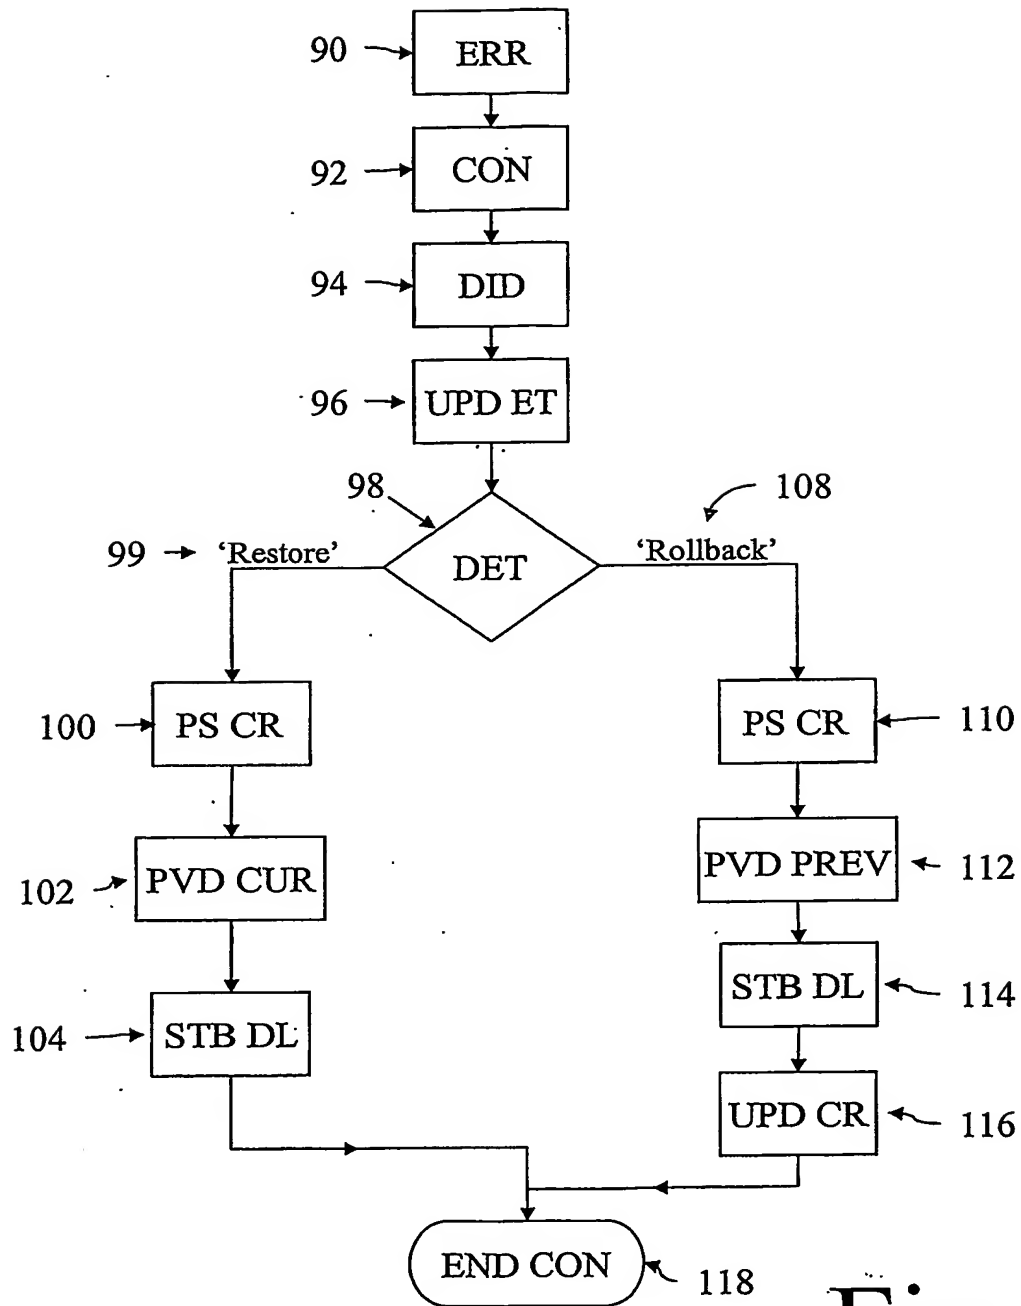 90 ERR
92 CON
94 DID
96 UPD ET
98
108
99 'Restore'
DET
'Rollback'
100 PS CR
PS CR 110
102 PVD CUR
PVD PREV 112
104 STB DL
STB DL 114
UPD CR 116
END CON 118